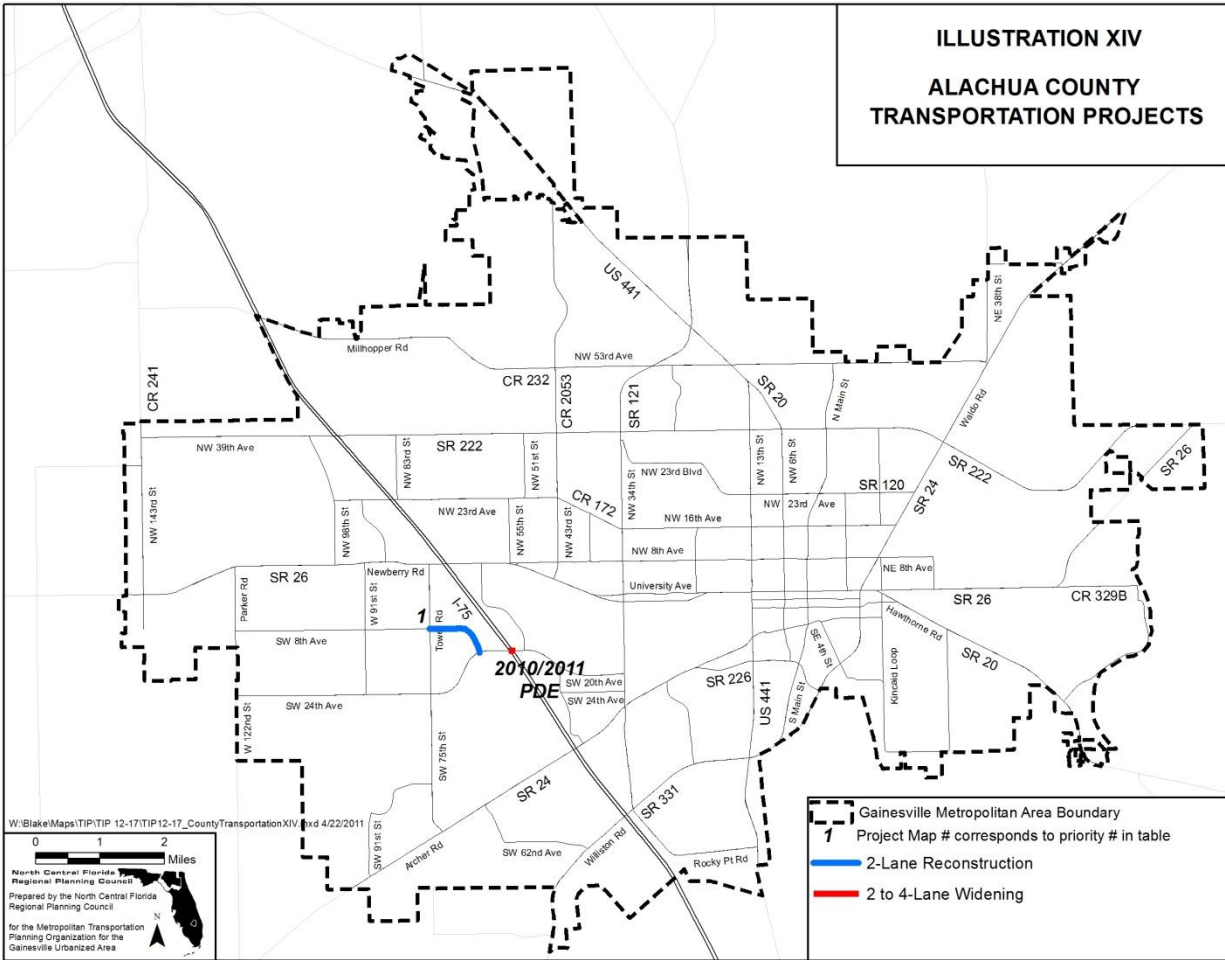 ILLUSTRATION XIV
ALACHUA COUNTY
TRANSPORTATION PROJECTS
US 441
NE 38th St
Millhopper Rd
NW 53rd Ave
CR 232
CR 241
CR 2053
SR 121
SR 20
N Main St
Waldo Rd
NW 39th Ave
NW 83rd St
SR 222
NW 51st St
NW 34th St
NW 23rd Blvd
NW 13th St
NW 6th St
SR 120
SR 24
SR 222
SR 26
NW 143rd St
NW 98th St
NW 23rd Ave
NW 55th St
NW 43rd St
CR 172
NW 16th Ave
NW 23rd Ave
NW 8th Ave
SR 26
Newberry Rd
I-75
University Ave
NE 8th Ave
SR 26
CR 329B
Parker Rd
W 91st St
1
Tower Rd
SW 8th Ave
Hawthorne Rd
SR 20
SE 4th St
Kincaid Loop
2010/2011
PDE
SW 20th Ave
SW 24th Ave
SR 226
US 441
S Main St
SW 24th Ave
W 122nd St
SW 75th St
SR 24
SR 331
SW 91st St
Archer Rd
SW 62nd Ave
Williston Rd
Rocky Pt Rd
W:\Blake\Maps\TIP\TIP 12-17\TIP12-17_CountyTransportationXIV.mxd 4/22/2011
0 1 2
Miles
North Central Florida
Regional Planning Council
Prepared by the North Central Florida
Regional Planning Council
for the Metropolitan Transportation
Planning Organization for the
Gainesville Urbanized Area
N
Gainesville Metropolitan Area Boundary
1 Project Map # corresponds to priority # in table
2-Lane Reconstruction
2 to 4-Lane Widening